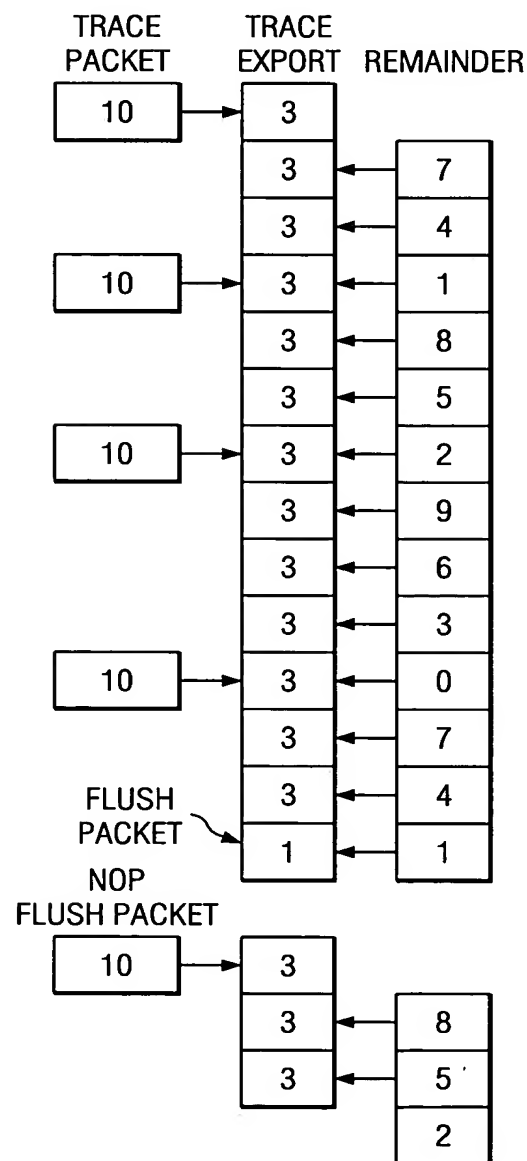 TRACE PACKET TRACE EXPORT REMAINDER
10 3
3 7
3 4
10 3 1
3 8
3 5
10 3 2
3 9
3 6
3 3
10 3 0
3 7
3 4
FLUSH PACKET 1 1
NOP
FLUSH PACKET
10 3
3 8
3 5
2